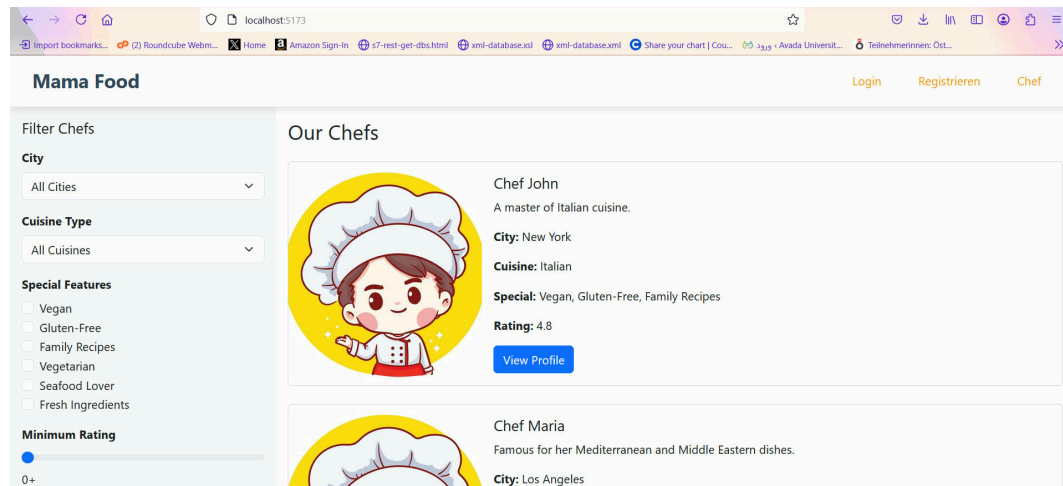 localhost:5173
Import bookmarks... (2) Roundcube Webm... Home Amazon Sign-In s7-rest-get-dbs.html xml-database.xsl xml-database.xml Share your chart | Cou... ورود ‹ Avada Universit... Teilnehmerinnen: Öst...
Mama Food
Login Registrieren Chef
Filter Chefs
City
All Cities
Cuisine Type
All Cuisines
Special Features
Vegan
Gluten-Free
Family Recipes
Vegetarian
Seafood Lover
Fresh Ingredients
Minimum Rating
0+
Our Chefs
Chef John
A master of Italian cuisine.
City: New York
Cuisine: Italian
Special: Vegan, Gluten-Free, Family Recipes
Rating: 4.8
View Profile
Chef Maria
Famous for her Mediterranean and Middle Eastern dishes.
City: Los Angeles